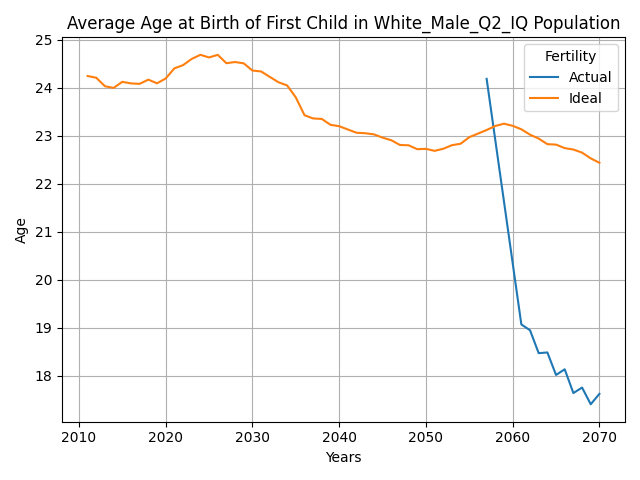 Average Age at Birth of First Child in White_Male_Q2_IQ Population
25
24
23
22
21
20
19
18
Age
Fertility
Actual
Ideal
2010 2020 2030 2040 2050 2060 2070
Years